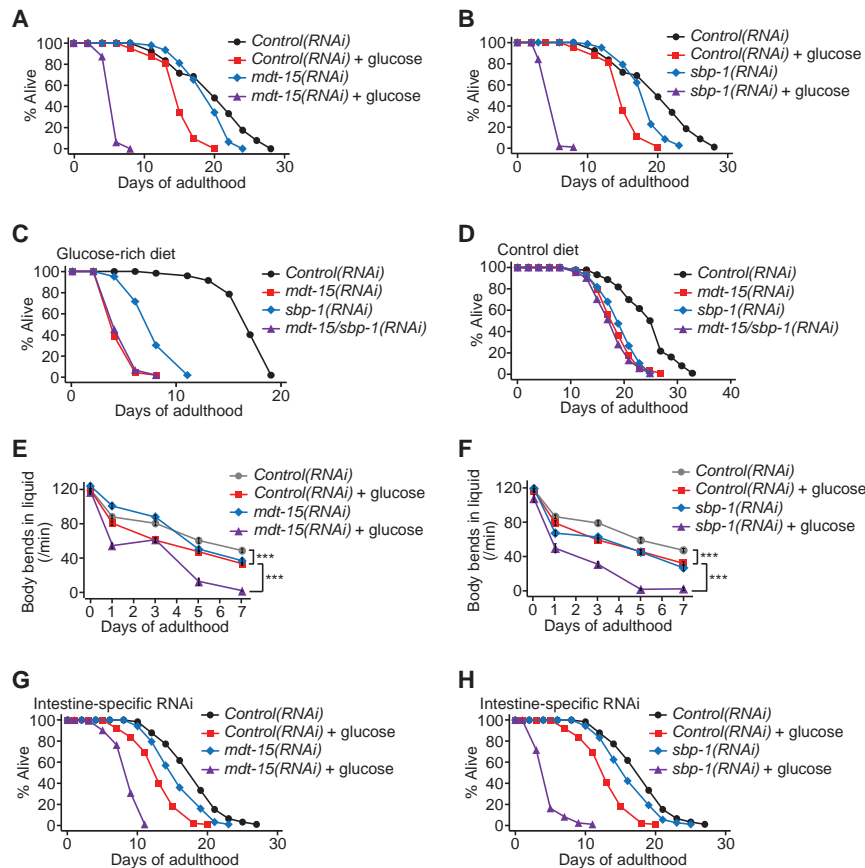 A
Control(RNAi)
Control(RNAi) + glucose
mdt-15(RNAi)
mdt-15(RNAi) + glucose
% Alive
100
80
60
40
20
0
0 10 20 30
Days of adulthood
B
Control(RNAi)
Control(RNAi) + glucose
sbp-1(RNAi)
sbp-1(RNAi) + glucose
% Alive
100
80
60
40
20
0
0 10 20 30
Days of adulthood
C
Glucose-rich diet
Control(RNAi)
mdt-15(RNAi)
sbp-1(RNAi)
mdt-15/sbp-1(RNAi)
% Alive
100
80
60
40
20
0
0 10 20
Days of adulthood
D
Control diet
Control(RNAi)
mdt-15(RNAi)
sbp-1(RNAi)
mdt-15/sbp-1(RNAi)
% Alive
100
80
60
40
20
0
0 10 20 30 40
Days of adulthood
E
Control(RNAi)
Control(RNAi) + glucose
mdt-15(RNAi)
mdt-15(RNAi) + glucose
Body bends in liquid
(/min)
120
80
40
0
***
***
0 1 2 3 4 5 6 7
Days of adulthood
F
Control(RNAi)
Control(RNAi) + glucose
sbp-1(RNAi)
sbp-1(RNAi) + glucose
Body bends in liquid
(/min)
120
80
40
0
***
***
0 1 2 3 4 5 6 7
Days of adulthood
G
Intestine-specific RNAi
Control(RNAi)
Control(RNAi) + glucose
mdt-15(RNAi)
mdt-15(RNAi) + glucose
% Alive
100
80
60
40
20
0
0 10 20 30
Days of adulthood
H
Intestine-specific RNAi
Control(RNAi)
Control(RNAi) + glucose
sbp-1(RNAi)
sbp-1(RNAi) + glucose
% Alive
100
80
60
40
20
0
0 10 20 30
Days of adulthood